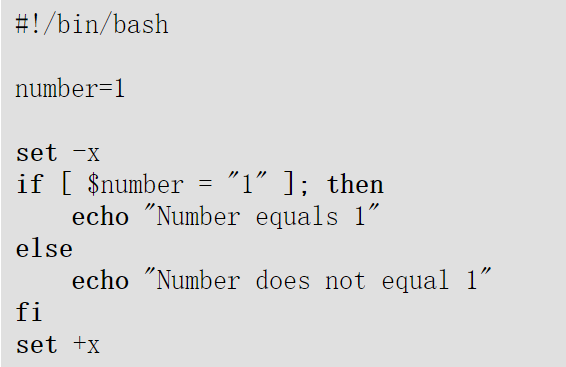 #!/bin/bash
number=1
set -x
if [ $number = "1" ]; then
    echo "Number equals 1"
else
    echo "Number does not equal 1"
fi
set +x